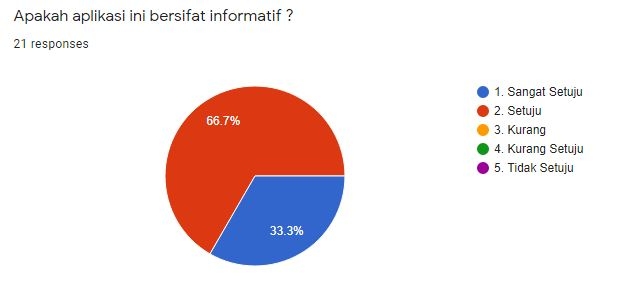 Apakah aplikasi ini bersifat informatif ?
21 responses
66.7%
33.3%
1. Sangat Setuju
2. Setuju
3. Kurang
4. Kurang Setuju
5. Tidak Setuju